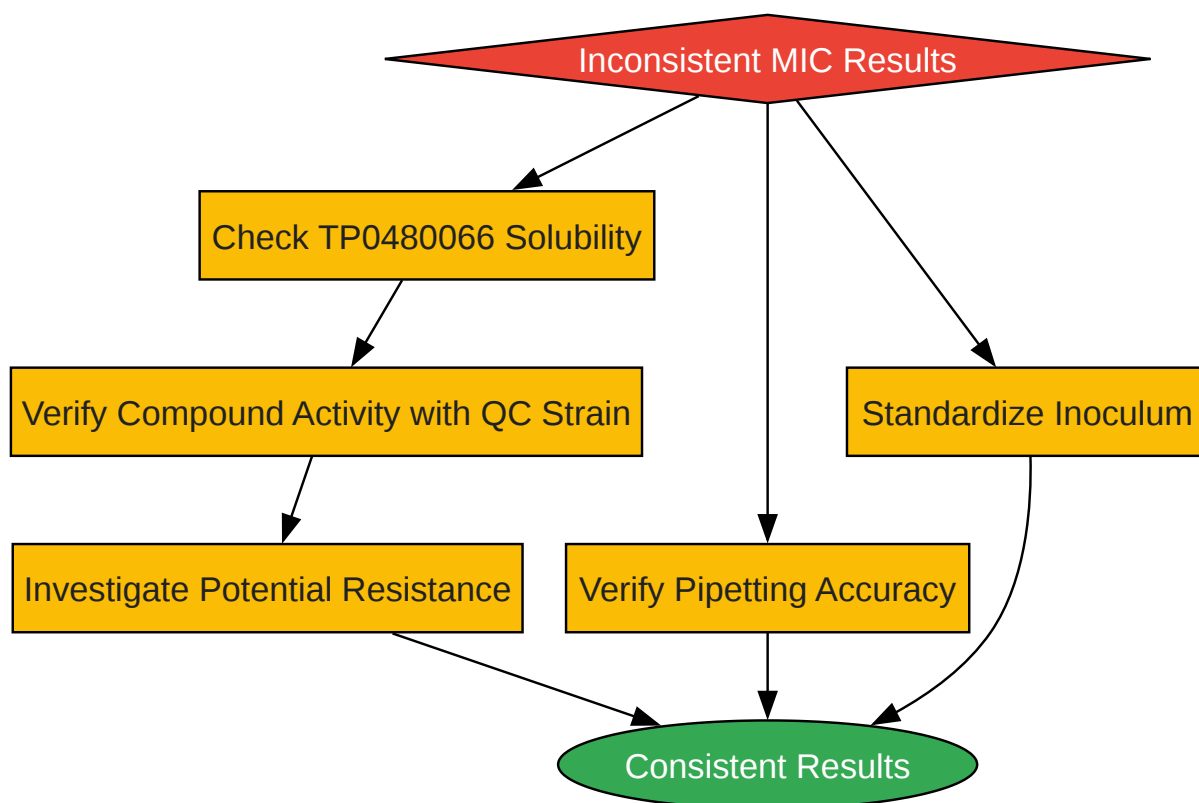 Inconsistent MIC Results
Check TP0480066 Solubility
Verify Compound Activity with QC Strain
Standardize Inoculum
Investigate Potential Resistance
Verify Pipetting Accuracy
Consistent Results